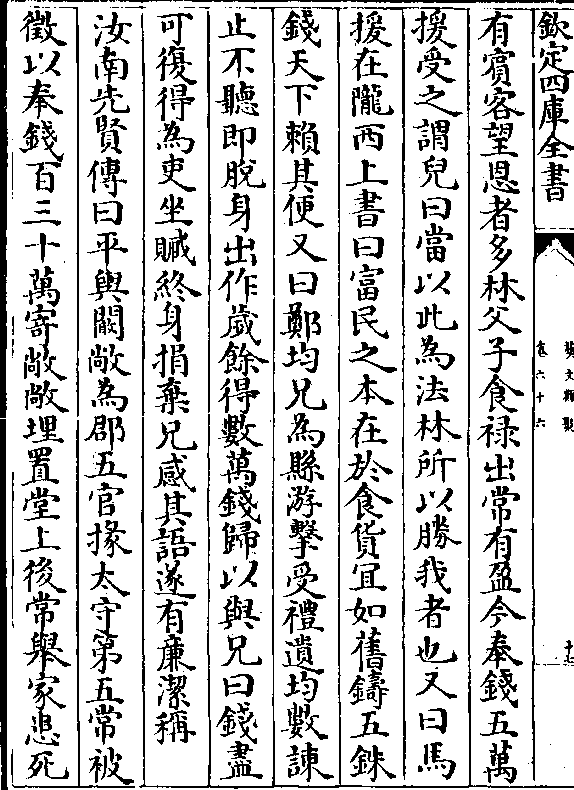 欽定四庫全書
藝文類聚
卷六十六
有賓客望恩者多林父子食禄出常有盈今奉錢五萬
援受之謂兒曰當以此為法林所以勝我者也又曰馬
援在隴西上書曰富民之本在於食貨宜如舊鑄五銖
錢天下賴其便又曰鄭均兄為縣游擊受禮遺均數諫
止不聽即脫身出作歲餘得數萬錢歸以與兄曰錢盡
可復得為吏坐贓終身捐棄兄感其語遂有廉潔稱
汝南先賢傳曰平輿闞敞為郡五官掾太守第五常被
徵以奉錢百三十萬寄敞敞埋置堂上後常舉家患死